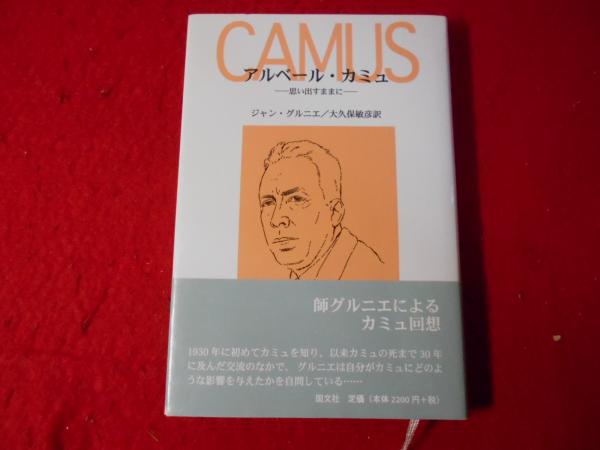 CAMUS
アルベール・カミュ
──思い出すままに──
ジャン・グルニエ／大久保敏彦訳
師グルニエによる
カミュ回想
1930年に初めてカミュを知り、以来カミュの死まで30年
に及んだ交流のなかで、グルニエは自分がカミュにどのよ
うな影響を与えたかを自問している……
国文社 定価（本体2200円＋税）